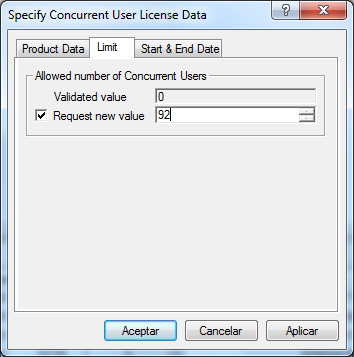 Specify Concurrent User License Data
Product Data Limit Start & End Date
Allowed number of Concurrent Users
Validated value 0
Request new value 92
Aceptar Cancelar Aplicar